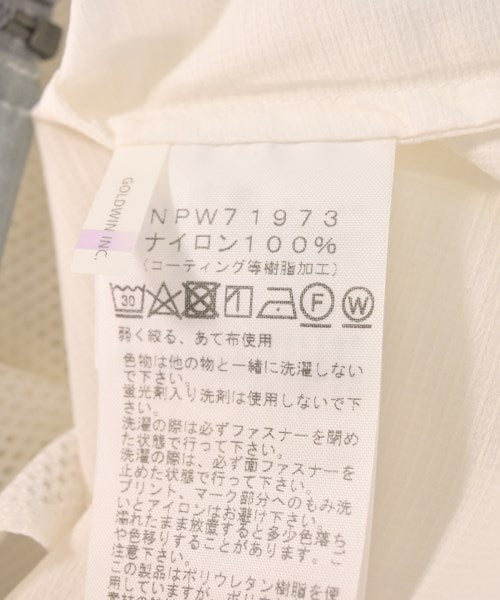 GOLDWIN INC.
NPW71973
ナイロン100%
(コーティング等樹脂加工)
30
F
W
弱く絞る、あて布使用
色物は他の物と一緒に洗濯しない
で下さい。
蛍光剤入り洗剤は使用しないで下
さい。
洗濯の際は必ずファスナーを閉め
た状態で行って下さい。
洗濯の際は、必ず面ファスナーを
止めた状態で行って下さい。
プリント、マーク部分へのもみ洗
いとアイロンはお避け下さい。
濡れたまま放置すると多少色落ち
や色移りすることがあります。ご
注意下さい。
この製品はポリウレタン樹脂を使
用していますが、ポリ